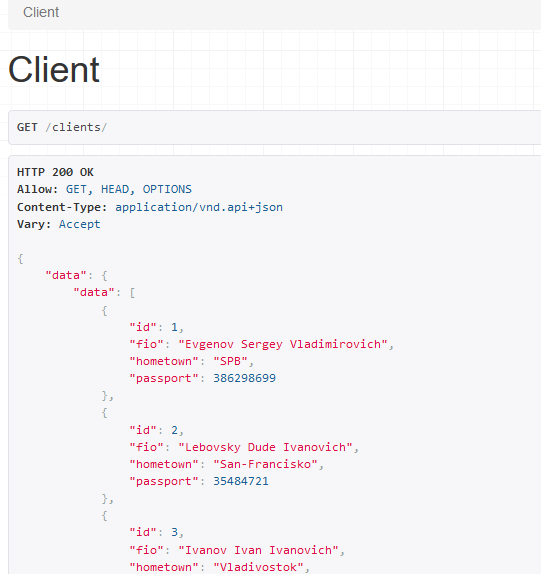 Client
Client
GET /clients/
HTTP 200 OK
Allow: GET, HEAD, OPTIONS
Content-Type: application/vnd.api+json
Vary: Accept
{
    "data": {
        "data": [
            {
                "id": 1,
                "fio": "Evgenov Sergey Vladimirovich",
                "hometown": "SPB",
                "passport": 386298699
            },
            {
                "id": 2,
                "fio": "Lebovsky Dude Ivanovich",
                "hometown": "San-Francisko",
                "passport": 35484721
            },
            {
                "id": 3,
                "fio": "Ivanov Ivan Ivanovich",
                "hometown": "Vladivostok",